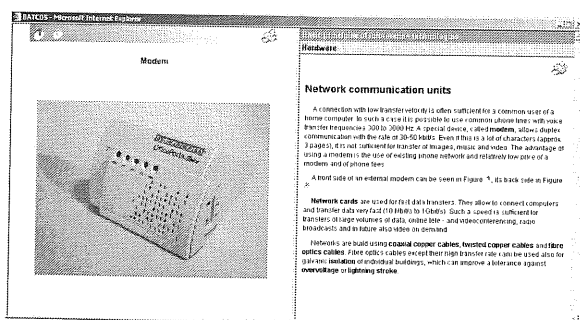 BATCOS - Microsoft Internet Explorer
Modem
Hardware
Network communication units
A connection with low transfer velocity is often sufficient for a common user of a
home computer. In such a case it is possible to use common phone lines with voice
transfer frequencies 300 to 3000 Hz. A special device, called modem, allows duplex
communication with the rate of 30-50 kbit/s. Even if this is a lot of characters (approx.
3 pages), it is not sufficient for transfer of images, music and video. The advantage of
using a modem is the use of existing phone network and relatively low price of a
modem and of phone fees.
A front side of an external modem can be seen in Figure , its back side in Figure
Network cards are used for fast data transfers. They allow to connect computers
and transfer data very fast (10 Mbit/s to 1Gbit/s). Such a speed is sufficient for
transfers of large volumes of data, online tele - and videoconferencing, radio
broadcasts and in future also video on demand.
Networks are build using coaxial copper cables, twisted copper cables and fibre
optics cables. Fibre optics cables except their high transfer rate can be used also for
galvanic isolation of individual buildings, which can improve a tolerance against
overvoltage or lightning stroke.